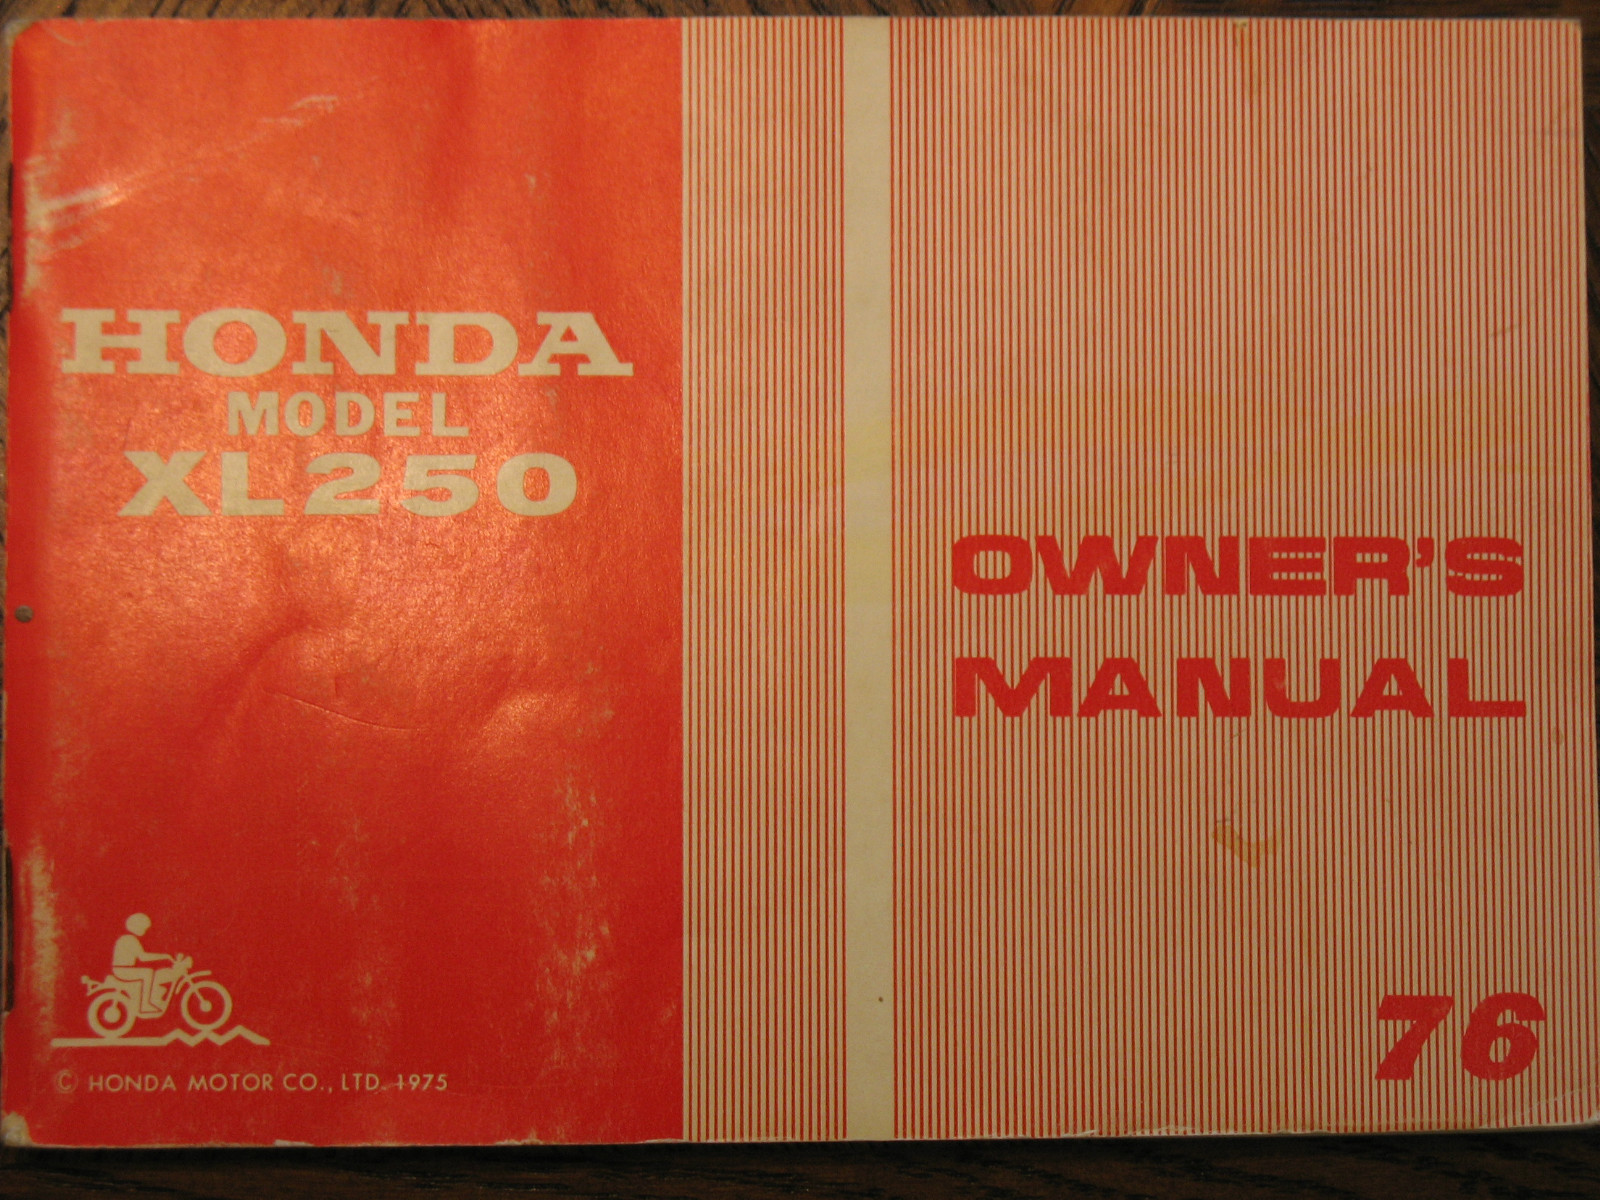 HONDA
MODEL
XL250
© HONDA MOTOR CO., LTD. 1975
OWNER'S
MANUAL
76